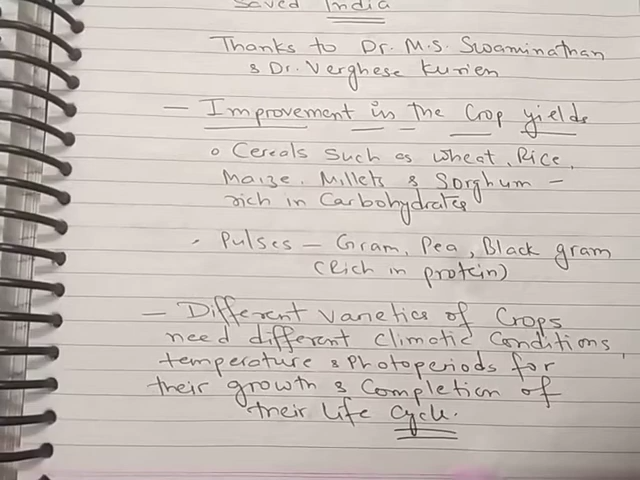 Saved India
Thanks to Dr. M.S. Swaminathan
& Dr. Verghese Kurien
- Improvement in the Crop yields
o Cereals such as wheat, Rice,
Maize, Millets & Sorghum -
rich in Carbohydrates
• Pulses - Gram, Pea, Black gram
(Rich in protein)
- Different varieties of Crops
need different climatic Conditions,
temperature & Photoperiods for
their growth & Completion of
their life Cycle.